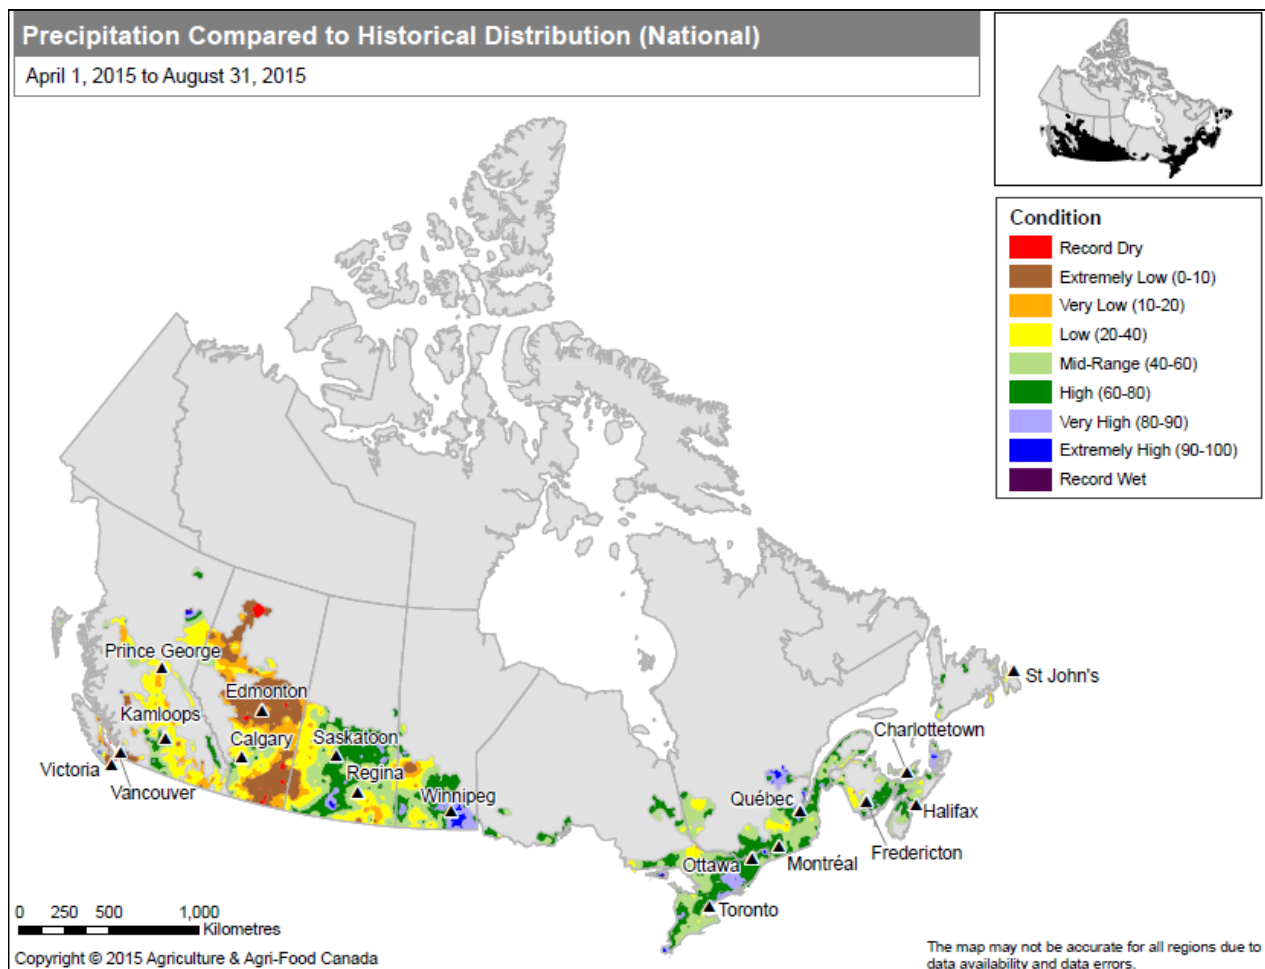 Precipitation Compared to Historical Distribution (National)
April 1, 2015 to August 31, 2015
Condition
Record Dry
Extremely Low (0-10)
Very Low (10-20)
Low (20-40)
Mid-Range (40-60)
High (60-80)
Very High (80-90)
Extremely High (90-100)
Record Wet
Prince George
Edmonton
Kamloops
Calgary
Saskatoon
Regina
Victoria
Vancouver
Winnipeg
St John's
Charlottetown
Québec
Halifax
Fredericton
Ottawa
Montréal
Toronto
0 250 500 1,000
Kilometres
Copyright © 2015 Agriculture & Agri-Food Canada
The map may not be accurate for all regions due to
data availability and data errors.